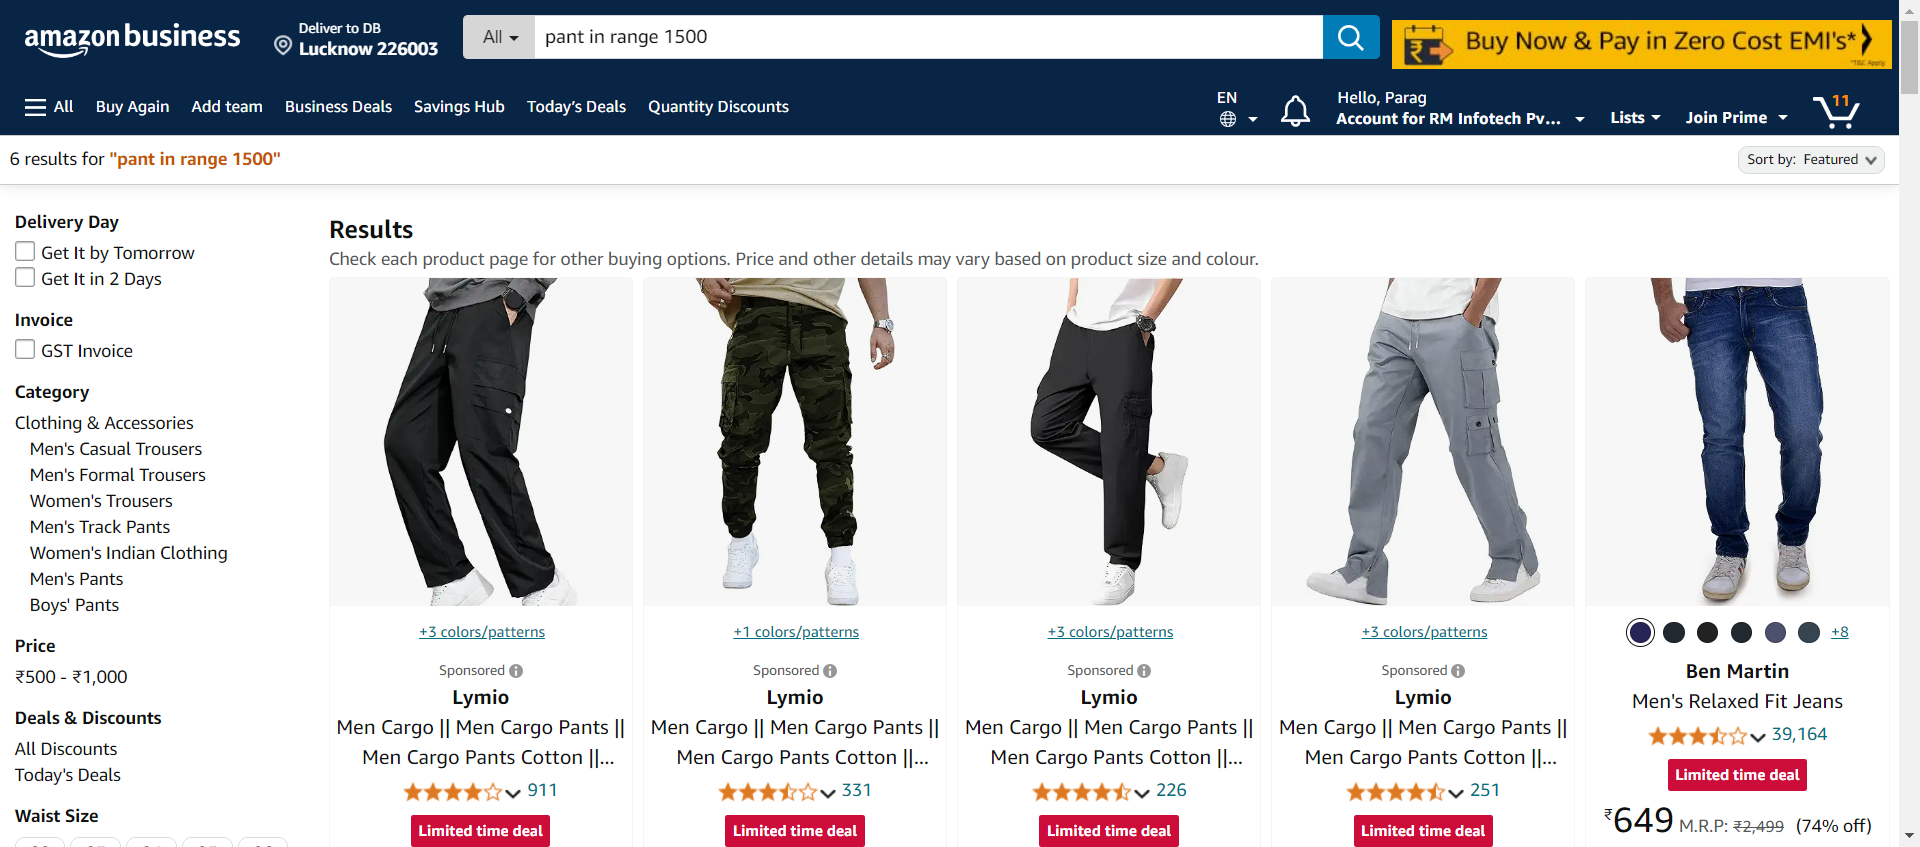 amazon business
Deliver to DB
Lucknow 226003
All
pant in range 1500
Buy Now & Pay in Zero Cost EMI's*
*T&C Apply
All
Buy Again
Add team
Business Deals
Savings Hub
Today's Deals
Quantity Discounts
EN
Hello, Parag
Account for RM Infotech Pv...
Lists
Join Prime
11
6 results for "pant in range 1500"
Sort by: Featured
Delivery Day
Get It by Tomorrow
Get It in 2 Days
Invoice
GST Invoice
Category
Clothing & Accessories
Men's Casual Trousers
Men's Formal Trousers
Women's Trousers
Men's Track Pants
Women's Indian Clothing
Men's Pants
Boys' Pants
Price
₹500 - ₹1,000
Deals & Discounts
All Discounts
Today's Deals
Waist Size
Results
Check each product page for other buying options. Price and other details may vary based on product size and colour.
+3 colors/patterns
Sponsored
Lymio
Men Cargo || Men Cargo Pants ||
Men Cargo Pants Cotton ||...
911
Limited time deal
+1 colors/patterns
Sponsored
Lymio
Men Cargo || Men Cargo Pants ||
Men Cargo Pants Cotton ||...
331
Limited time deal
+3 colors/patterns
Sponsored
Lymio
Men Cargo || Men Cargo Pants ||
Men Cargo Pants Cotton ||...
226
Limited time deal
+3 colors/patterns
Sponsored
Lymio
Men Cargo || Men Cargo Pants ||
Men Cargo Pants Cotton ||...
251
Limited time deal
+8
Ben Martin
Men's Relaxed Fit Jeans
39,164
Limited time deal
₹649 M.R.P: ₹2,499 (74% off)